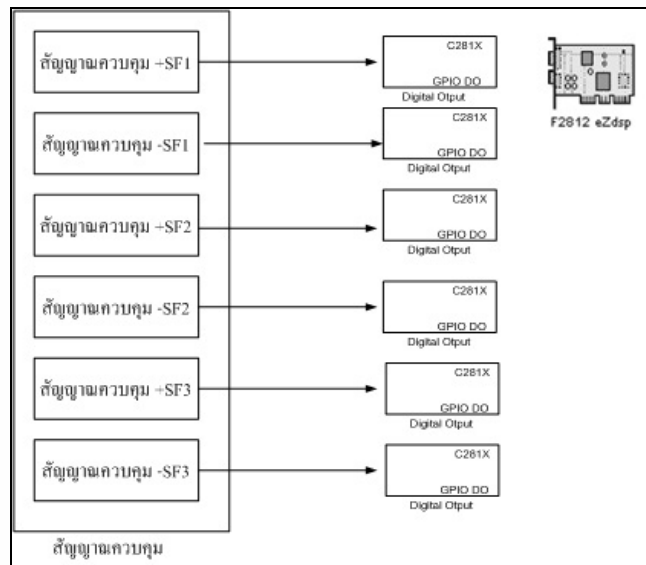 สัญญาณควบคุม +SF1
C281X
GPIO DO
Digital Otput
F2812 eZdsp
สัญญาณควบคุม -SF1
C281X
GPIO DO
Digital Otput
สัญญาณควบคุม +SF2
C281X
GPIO DO
Digital Otput
สัญญาณควบคุม -SF2
C281X
GPIO DO
Digital Otput
สัญญาณควบคุม +SF3
C281X
GPIO DO
Digital Otput
สัญญาณควบคุม -SF3
C281X
GPIO DO
Digital Otput
สัญญาณควบคุม